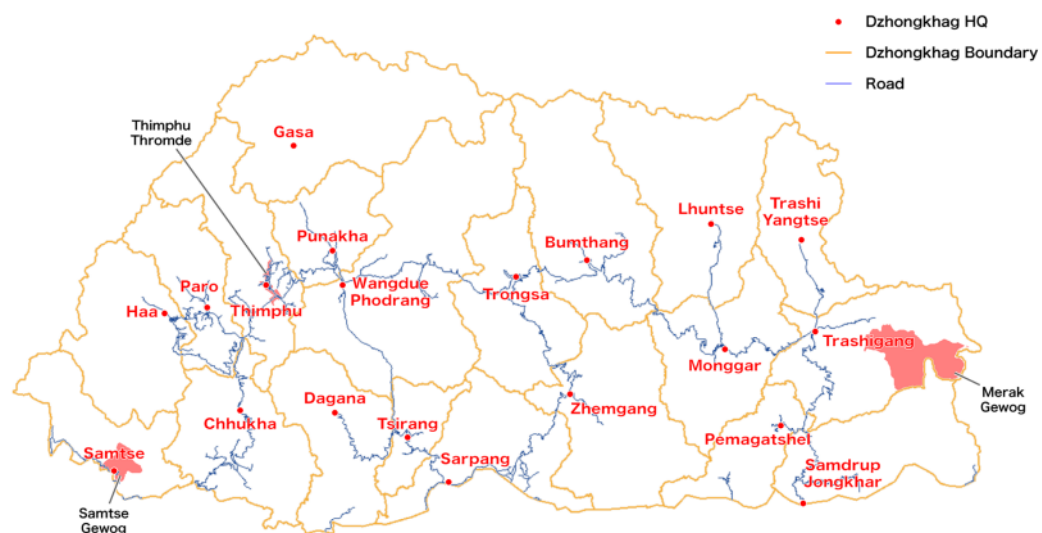 Dzhongkhag HQ
Dzhongkhag Boundary
Road
Thimphu
Thromde
Gasa
Punakha
Lhuntse
Trashi
Yangtse
Bumthang
Paro
Wangdue
Phodrang
Trongsa
Haa
Thimphu
Trashigang
Monggar
Merak
Gewog
Chhukha
Dagana
Tsirang
Zhemgang
Pemagatshel
Samtse
Sarpang
Samdrup
Jongkhar
Samtse
Gewog